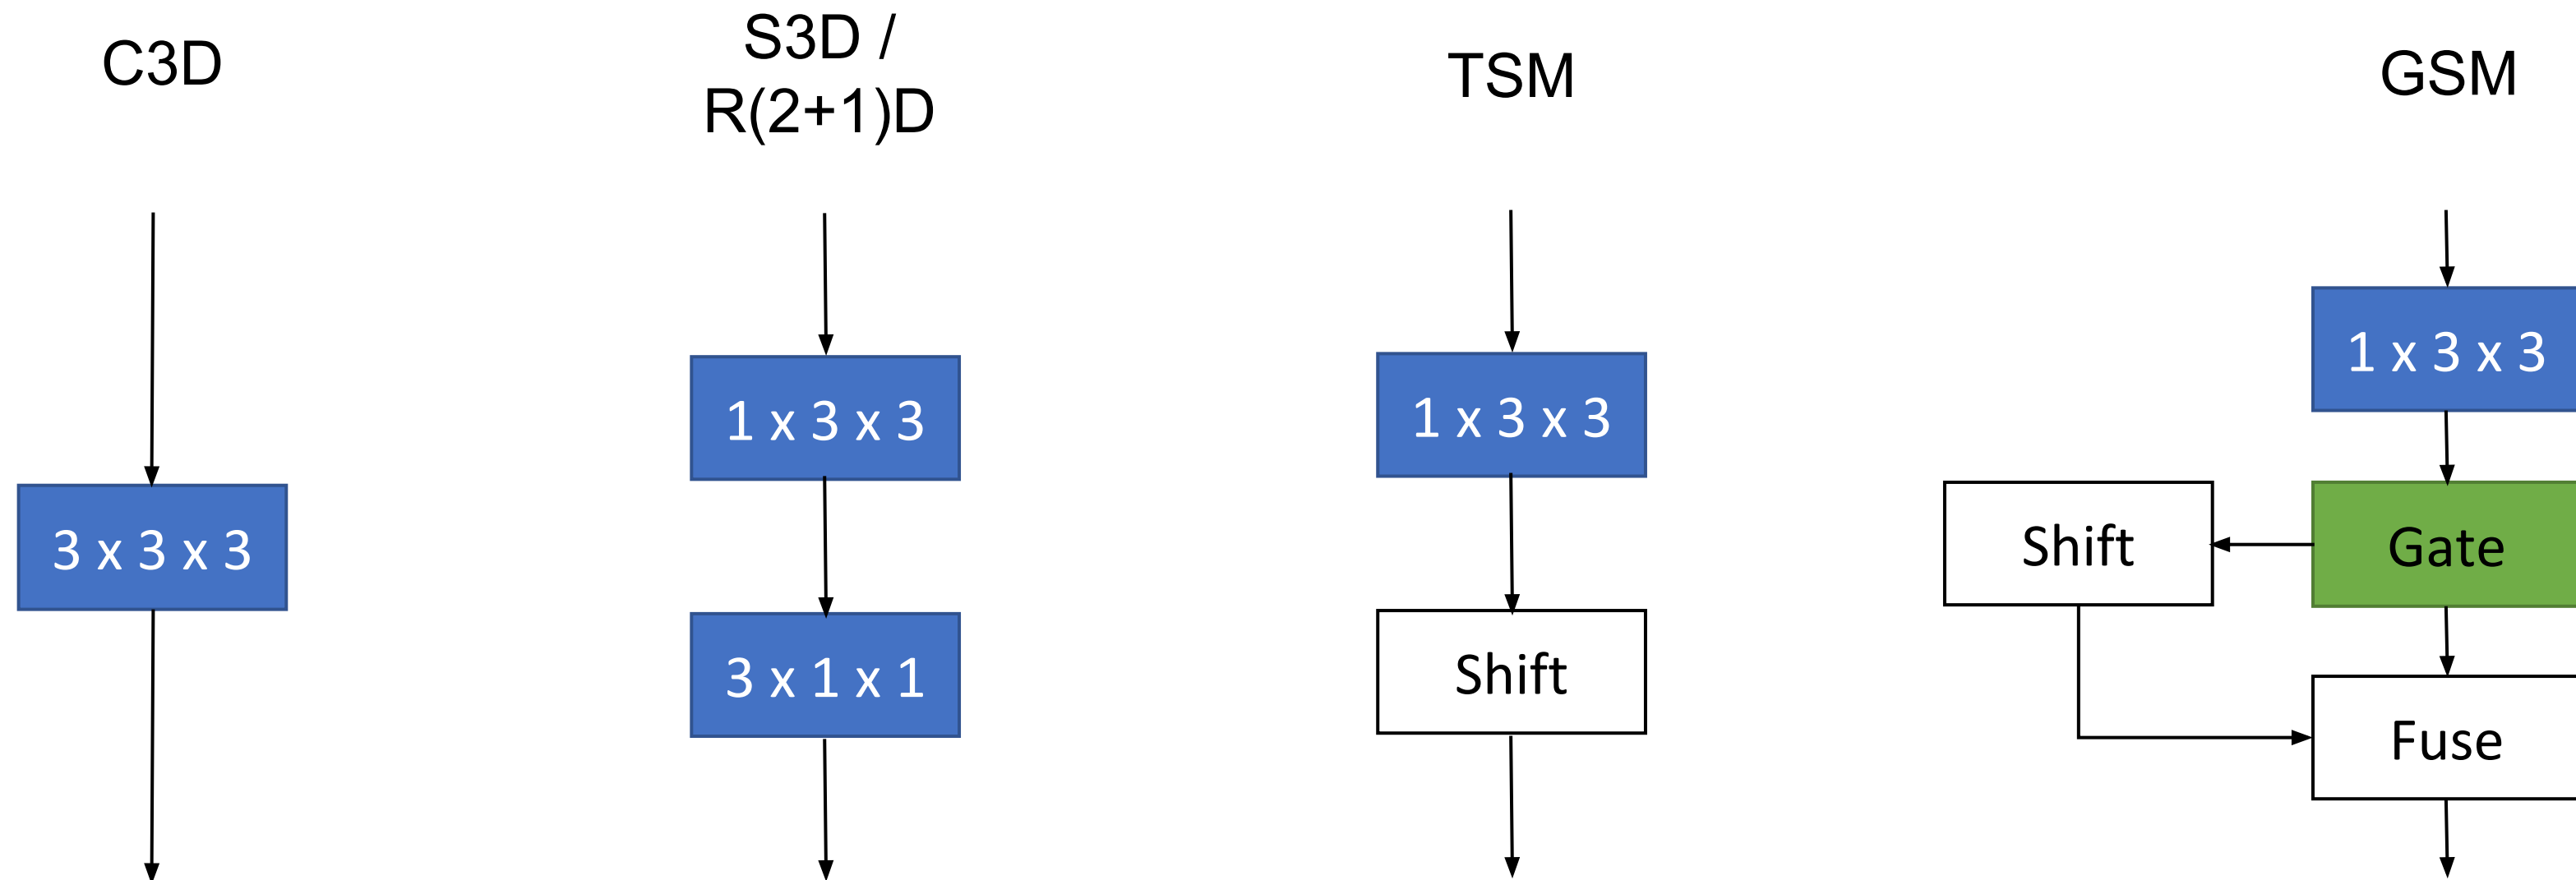 C3D
3 x 3 x 3
S3D /
R(2+1)D
1 x 3 x 3
3 x 1 x 1
TSM
1 x 3 x 3
Shift
GSM
1 x 3 x 3
Shift
Gate
Fuse